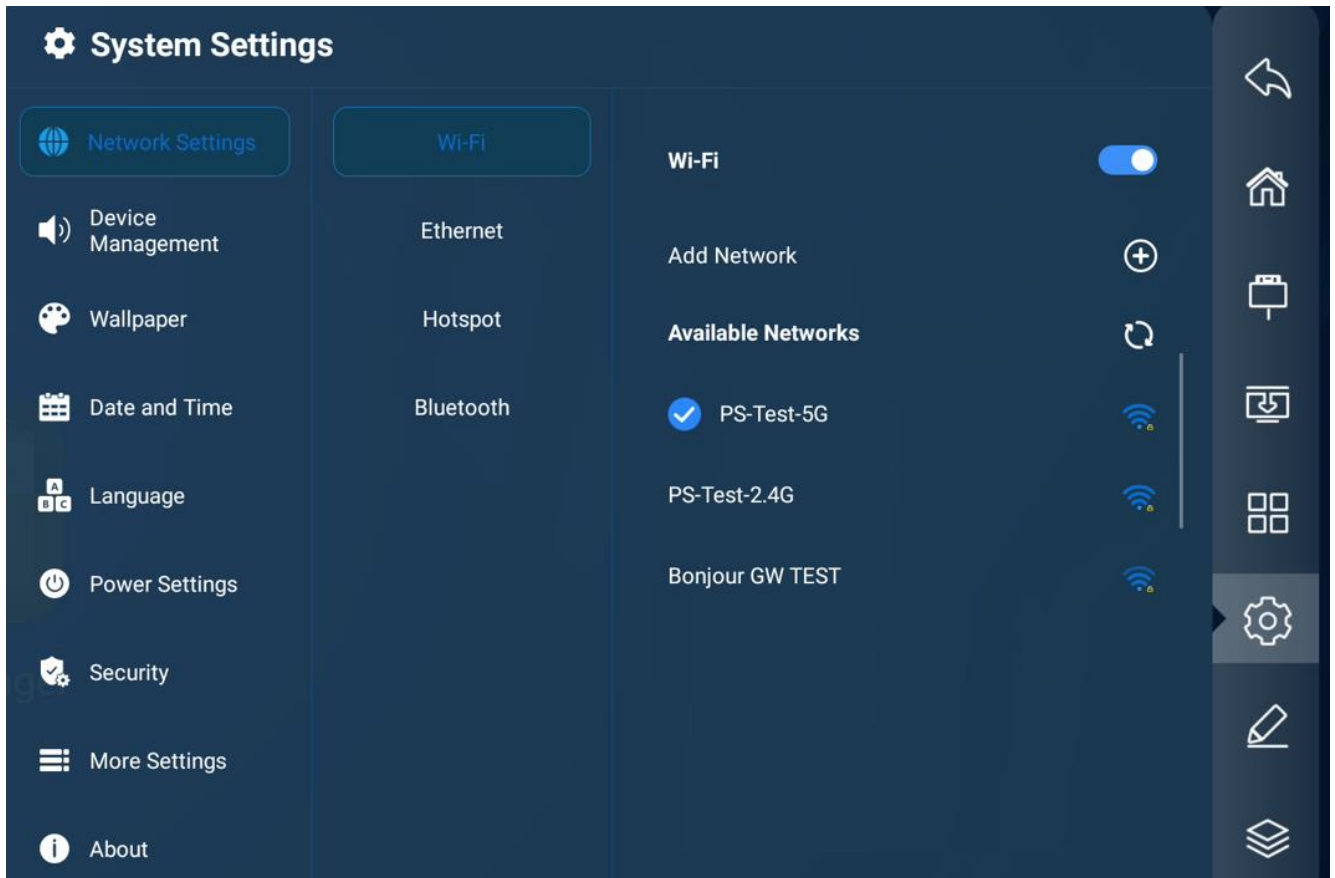 System Settings
Network Settings
Device
Management
Wallpaper
Date and Time
A
B C
Language
Power Settings
Security
More Settings
About
Wi-Fi
Ethernet
Hotspot
Bluetooth
Wi-Fi
Add Network
Available Networks
PS-Test-5G
PS-Test-2.4G
Bonjour GW TEST